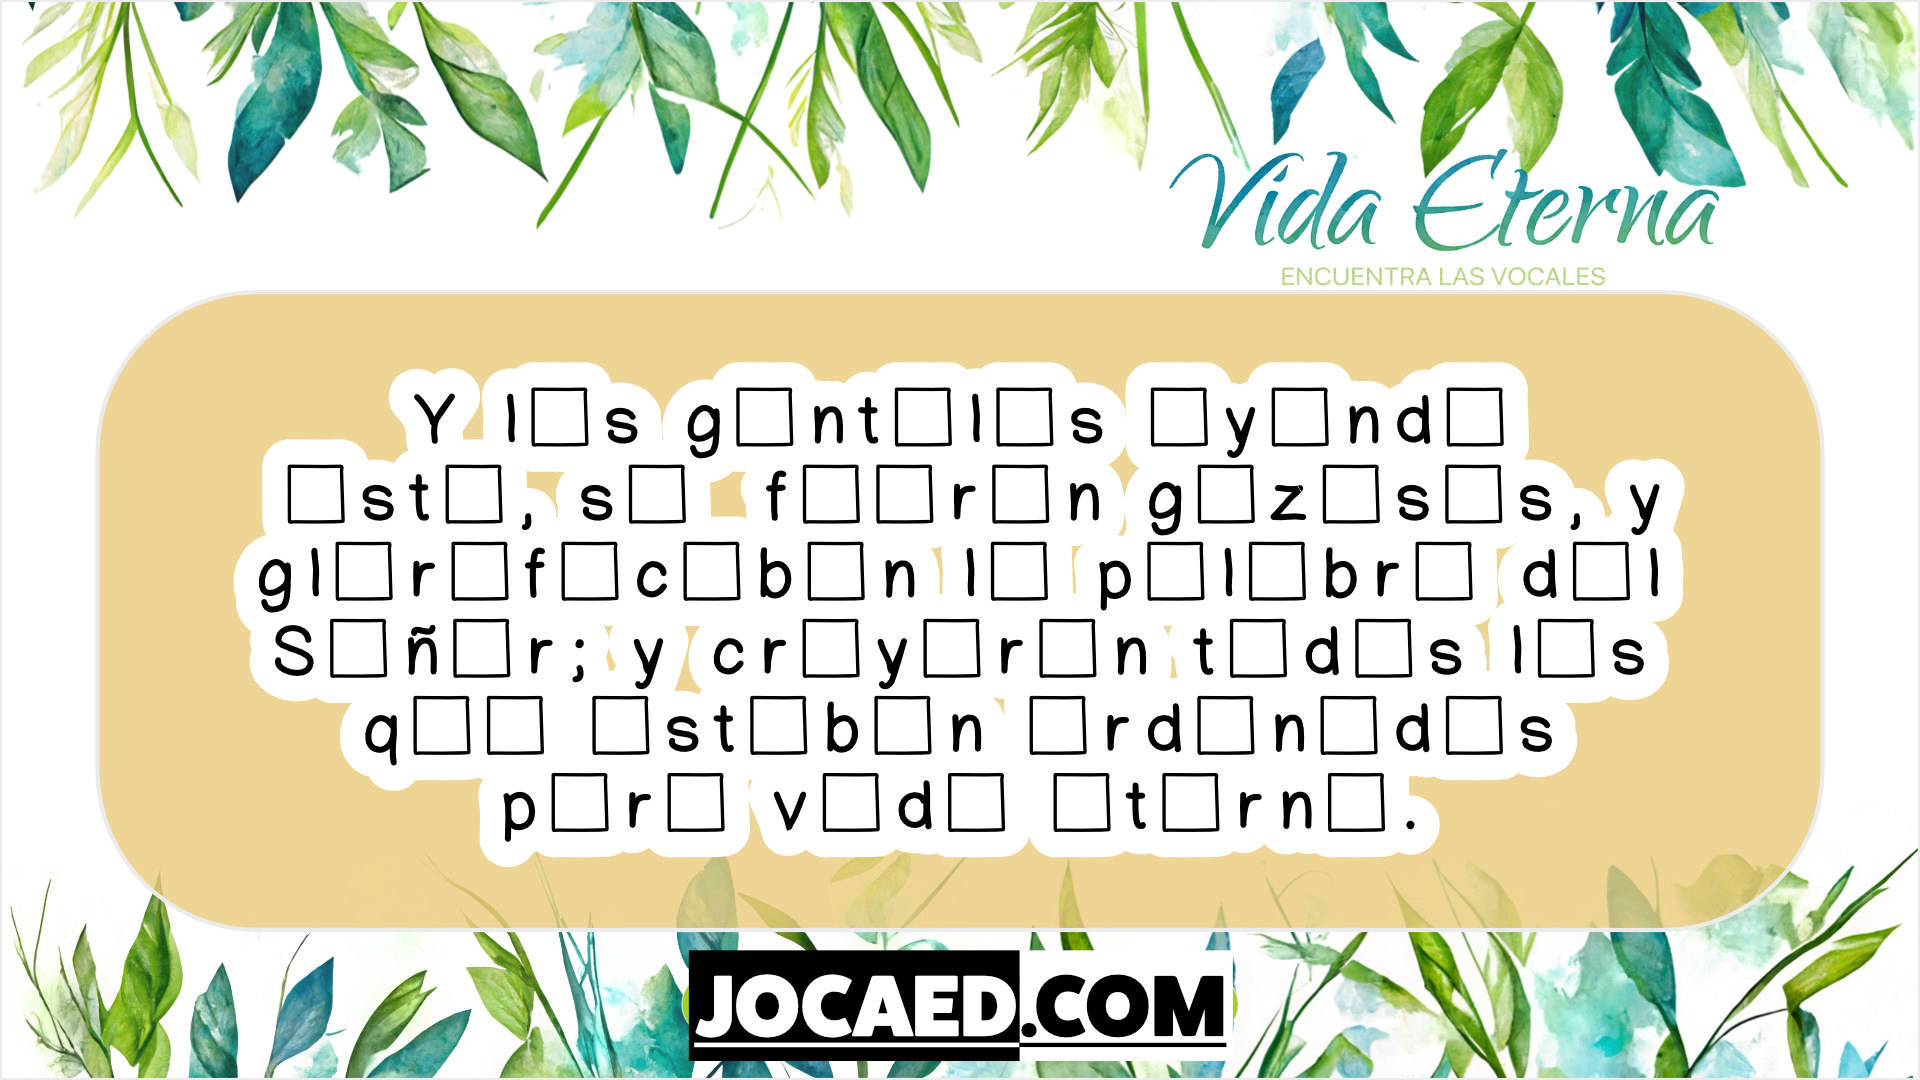 Vida Eterna
ENCUENTRA LAS VOCALES
Y l□s g□nt□l□s □y□nd□
□st□, s□ f□□r□n g□z□s□s, y
gl□r□f□c□b□n l□ p□l□br□ d□l
S□ñ□r; y cr□y□r□n t□d□s l□s
q□□ □st□b□n □rd□n□d□s
p□r□ v□d□ □t□rn□.
JOCAED.COM